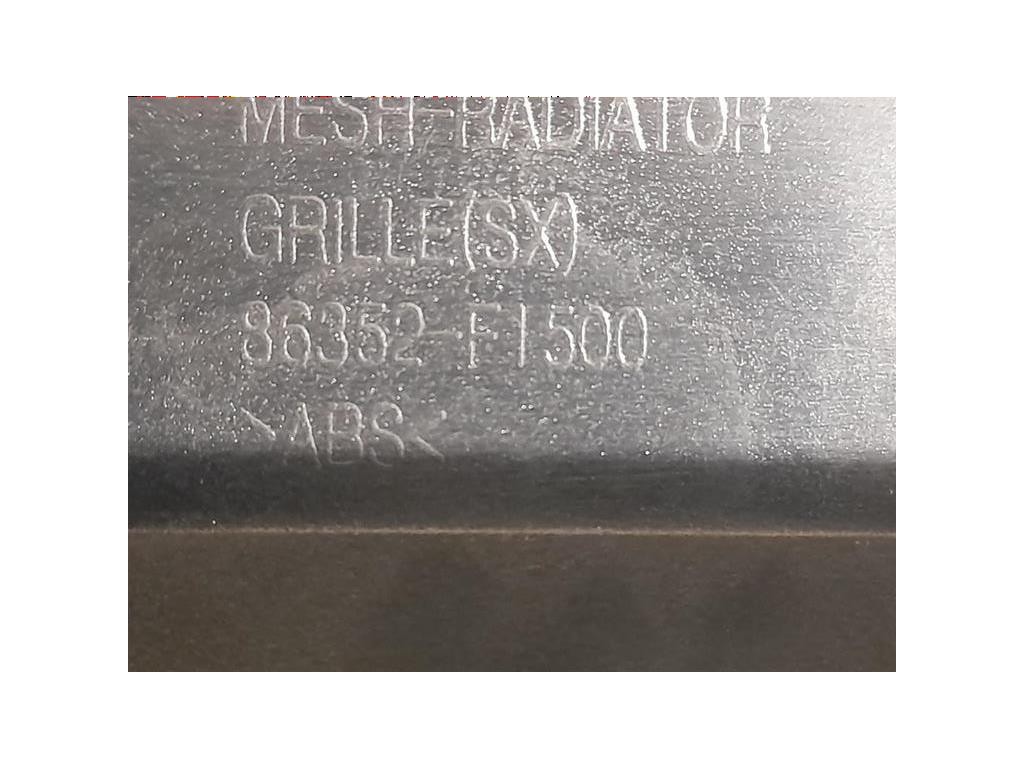 MESH-RADIATOR
GRILLE(SX)
86352-F1500
>ABS<